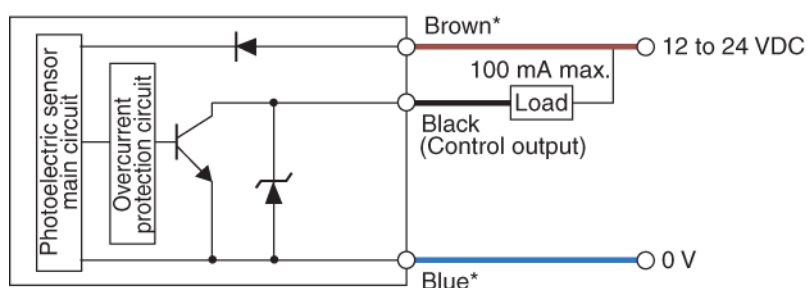 Brown*
12 to 24 VDC
100 mA max.
Load
Black
(Control output)
Photoelectric sensor
main circuit
Overcurrent
protection circuit
0 V
Blue*